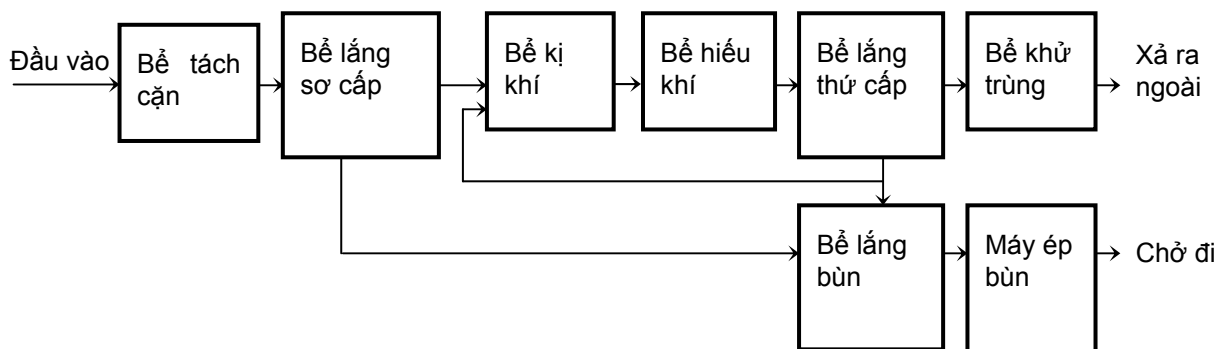 Đầu vào
Bể tách
cặn
Bể lắng
sơ cấp
Bể kị
khí
Bể hiếu
khí
Bể lắng
thứ cấp
Bể khử
trùng
Xả ra
ngoài
Bể lắng
bùn
Máy ép
bùn
Chở đi